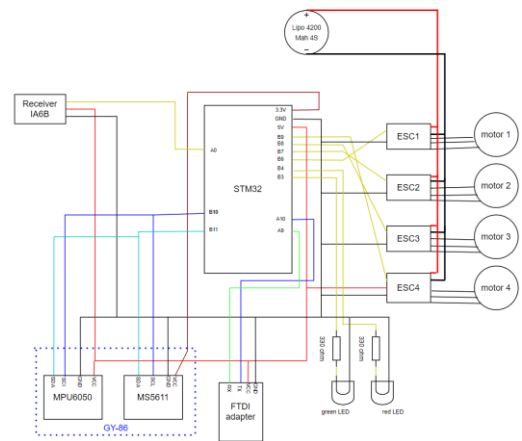 +
Lipo 4200
Mah 4S
−
Receiver
IA6B
STM32
A0
B10
B11
3.3V
GND
5V
B9
B8
B7
B6
B4
B3
A10
A9
ESC1
ESC2
ESC3
ESC4
motor 1
motor 2
motor 3
motor 4
330 ohm
330 ohm
green LED
red LED
SDA
SCL
GND
VCC
MPU6050
SDA
SCL
GND
VCC
MS5611
GY-86
RX
TX
VCC
GND
FTDI
adapter